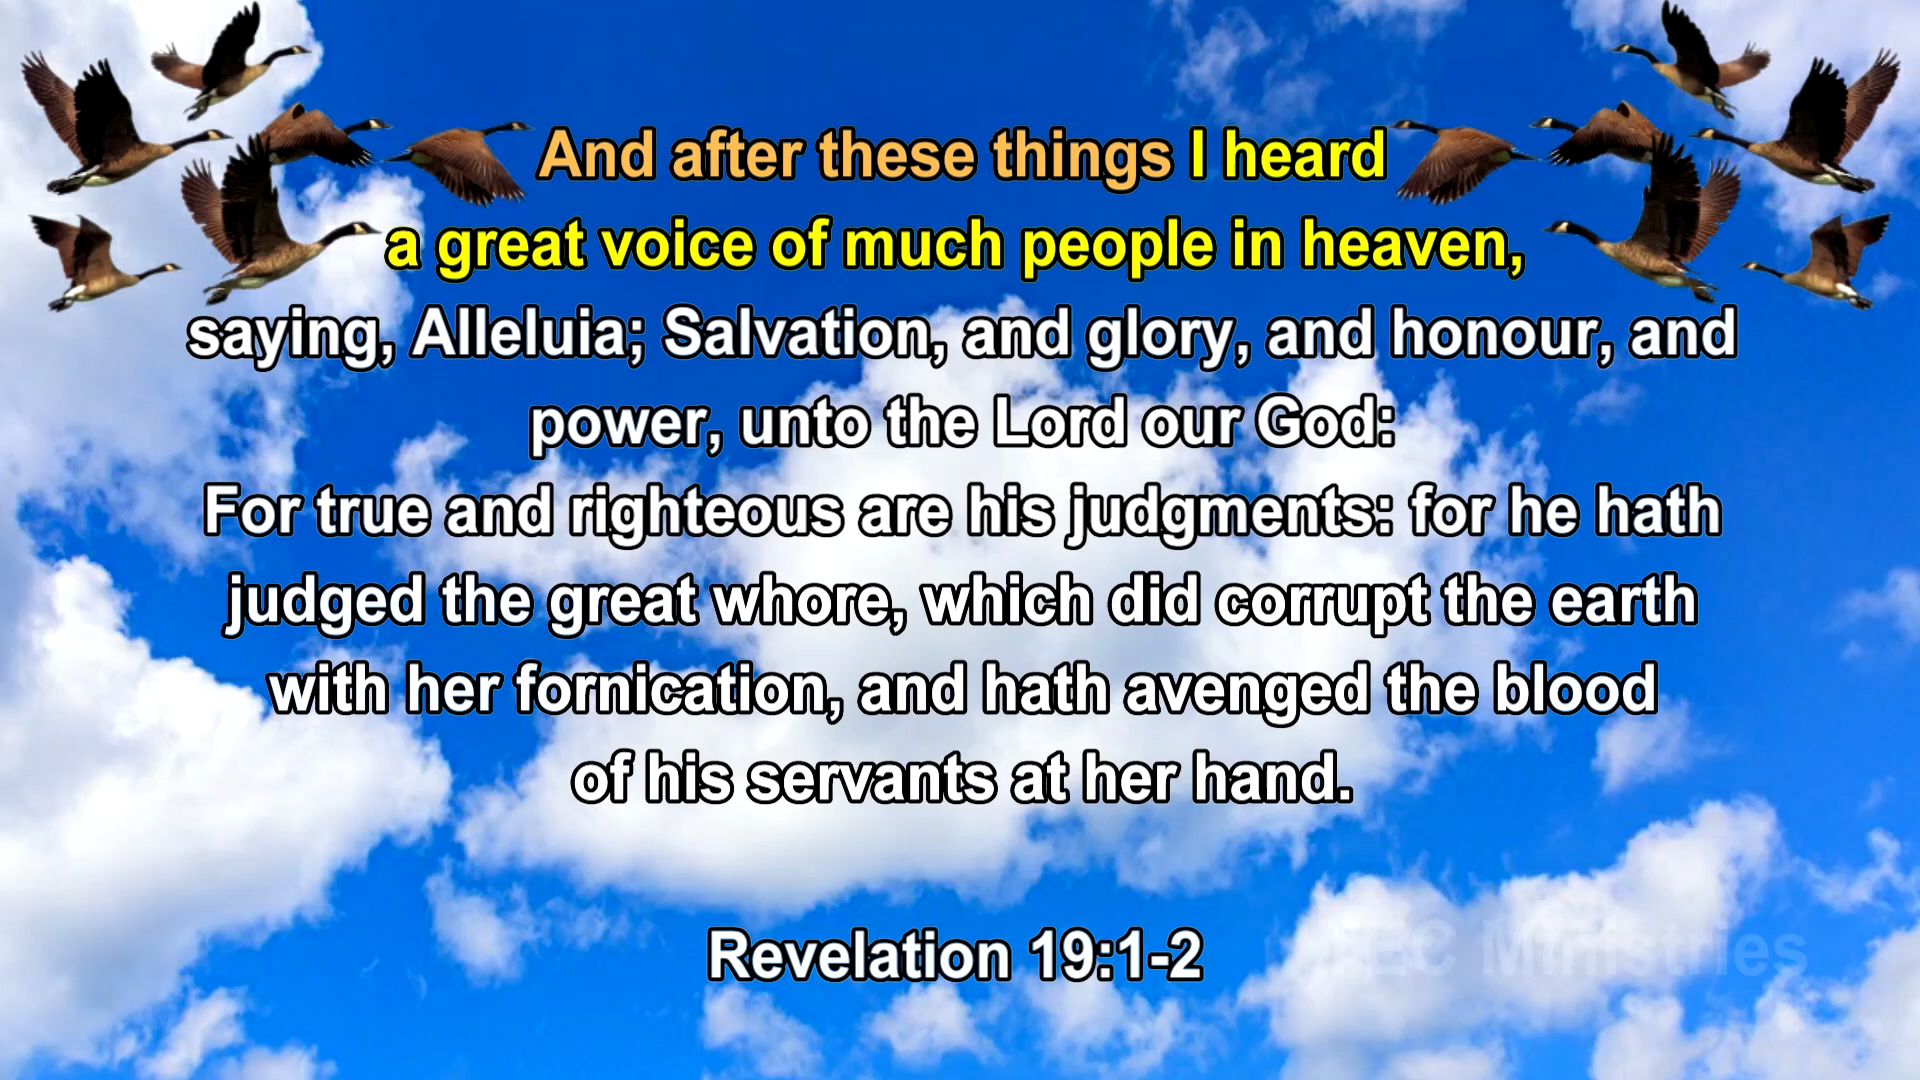 And after these things I heard
a great voice of much people in heaven,
saying, Alleluia; Salvation, and glory, and honour, and
power, unto the Lord our God:
For true and righteous are his judgments: for he hath
judged the great whore, which did corrupt the earth
with her fornication, and hath avenged the blood
of his servants at her hand.
Revelation 19:1-2
Ministries